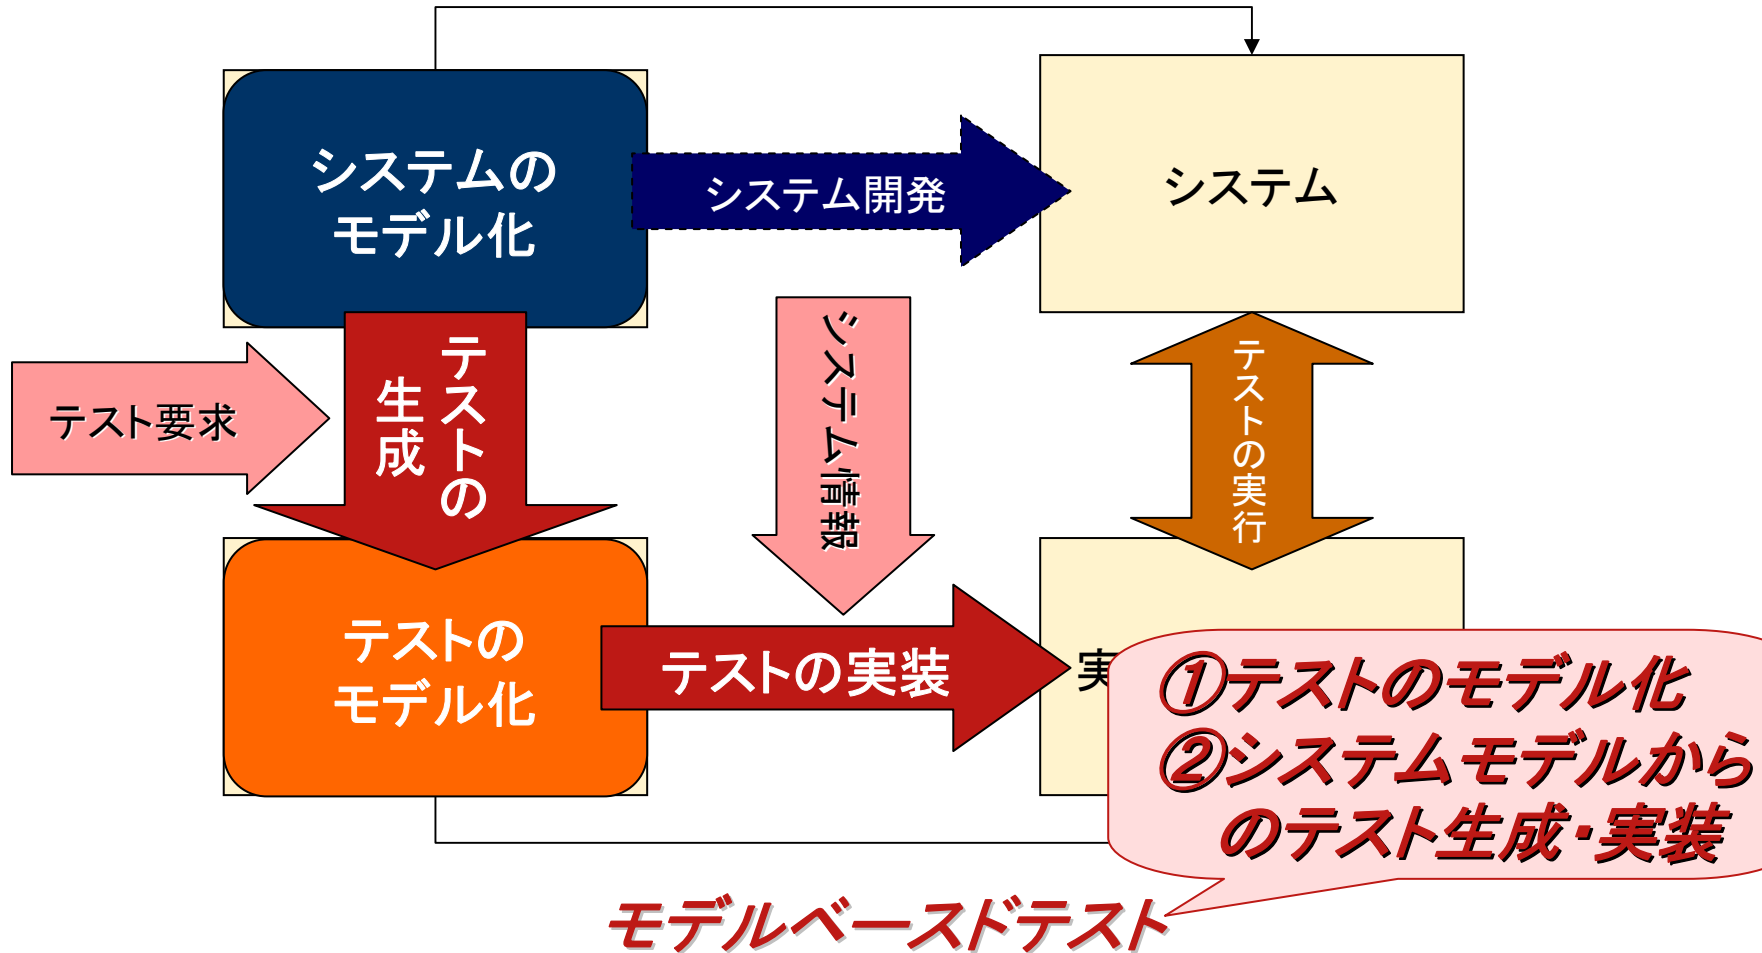 システムの
モデル化
システム開発
システム
テスト要求
テストの
生成
システム情報
テストの実行
テストの
モデル化
テストの実装
実
①テストのモデル化
②システムモデルから
のテスト生成・実装
モデルベースドテスト